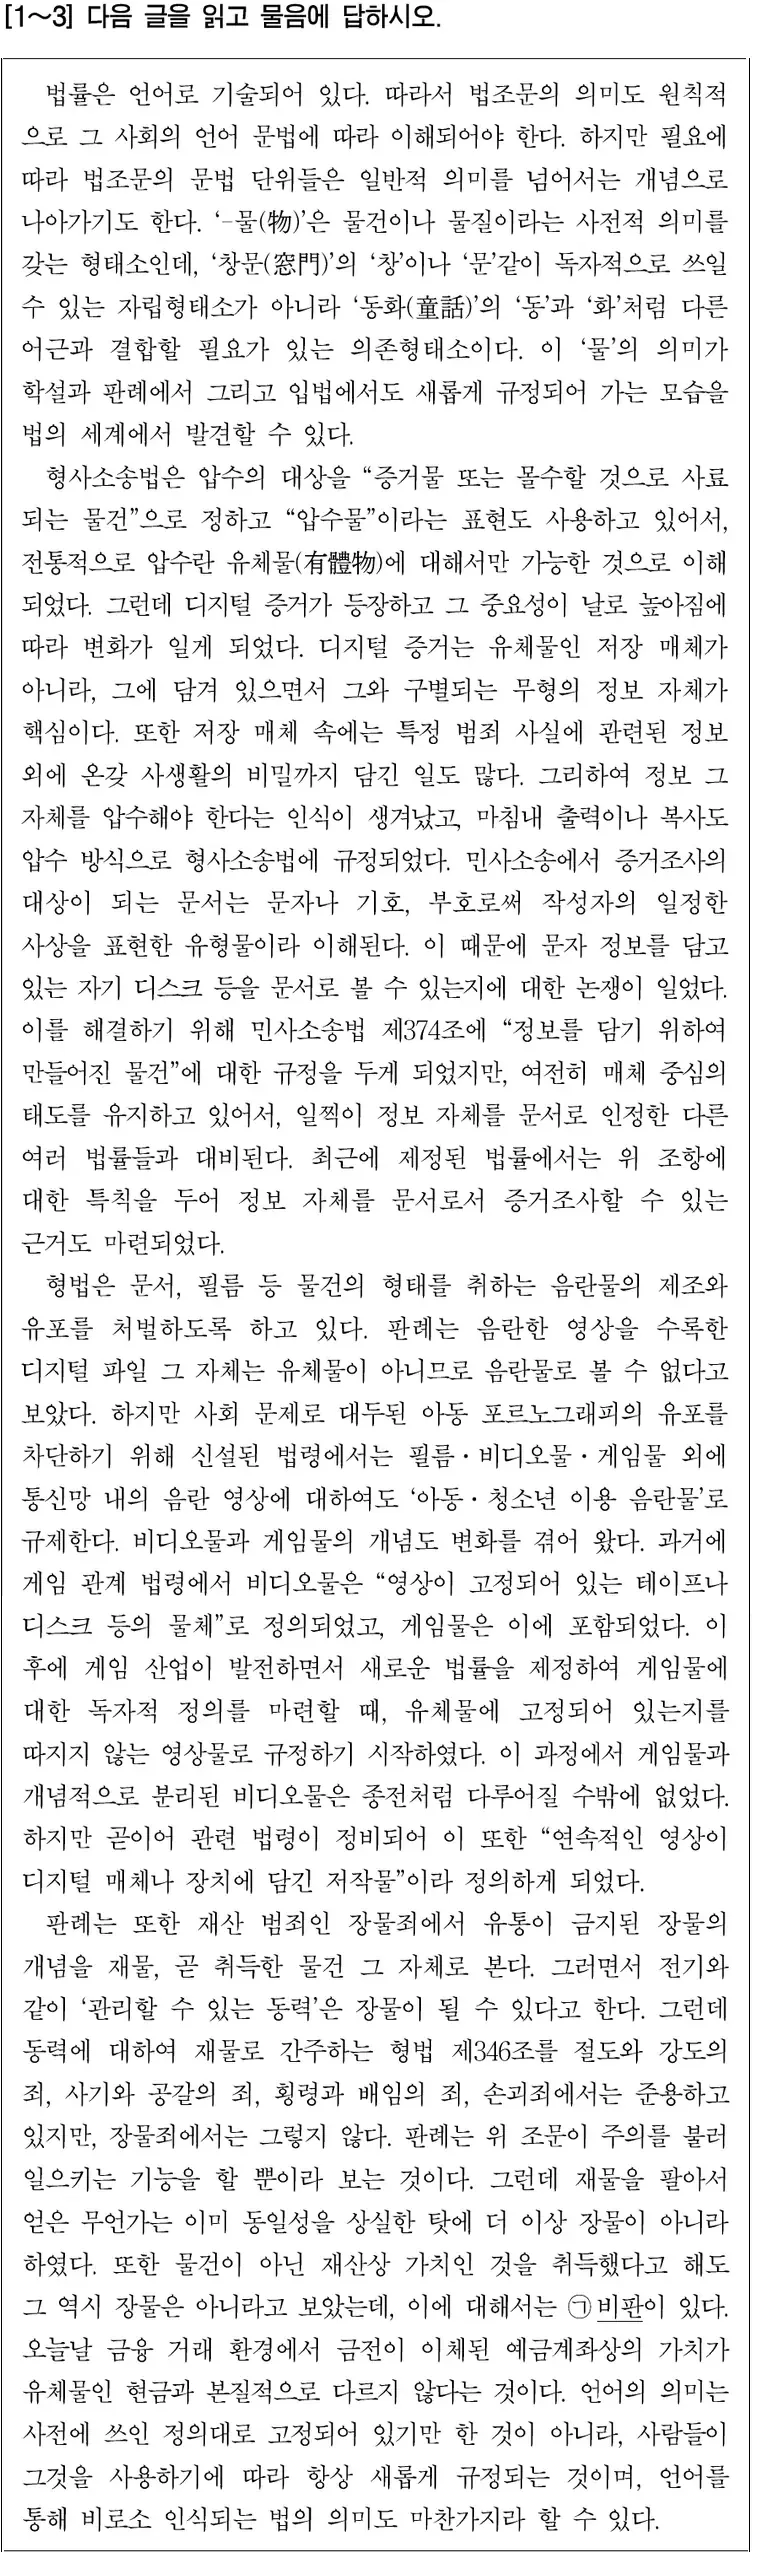 [1～3] 다음 글을 읽고 물음에 답하시오.
법률은 언어로 기술되어 있다. 따라서 법조문의 의미도 원칙적
으로 그 사회의 언어 문법에 따라 이해되어야 한다. 하지만 필요에
따라 법조문의 문법 단위들은 일반적 의미를 넘어서는 개념으로
나아가기도 한다. ‘-물(物)’은 물건이나 물질이라는 사전적 의미를
갖는 형태소인데, ‘창문(窓門)’의 ‘창’이나 ‘문’같이 독자적으로 쓰일
수 있는 자립형태소가 아니라 ‘동화(童話)’의 ‘동’과 ‘화’처럼 다른
어근과 결합할 필요가 있는 의존형태소이다. 이 ‘물’의 의미가
학설과 판례에서 그리고 입법에서도 새롭게 규정되어 가는 모습을
법의 세계에서 발견할 수 있다.
형사소송법은 압수의 대상을 “증거물 또는 몰수할 것으로 사료
되는 물건”으로 정하고 “압수물”이라는 표현도 사용하고 있어서,
전통적으로 압수란 유체물(有體物)에 대해서만 가능한 것으로 이해
되었다. 그런데 디지털 증거가 등장하고 그 중요성이 날로 높아짐에
따라 변화가 일게 되었다. 디지털 증거는 유체물인 저장 매체가
아니라, 그에 담겨 있으면서 그와 구별되는 무형의 정보 자체가
핵심이다. 또한 저장 매체 속에는 특정 범죄 사실에 관련된 정보
외에 온갖 사생활의 비밀까지 담긴 일도 많다. 그리하여 정보 그
자체를 압수해야 한다는 인식이 생겨났고, 마침내 출력이나 복사도
압수 방식으로 형사소송법에 규정되었다. 민사소송에서 증거조사의
대상이 되는 문서는 문자나 기호, 부호로써 작성자의 일정한
사상을 표현한 유형물이라 이해된다. 이 때문에 문자 정보를 담고
있는 자기 디스크 등을 문서로 볼 수 있는지에 대한 논쟁이 일었다.
이를 해결하기 위해 민사소송법 제374조에 “정보를 담기 위하여
만들어진 물건”에 대한 규정을 두게 되었지만, 여전히 매체 중심의
태도를 유지하고 있어서, 일찍이 정보 자체를 문서로 인정한 다른
여러 법률들과 대비된다. 최근에 제정된 법률에서는 위 조항에
대한 특칙을 두어 정보 자체를 문서로서 증거조사할 수 있는
근거도 마련되었다.
형법은 문서, 필름 등 물건의 형태를 취하는 음란물의 제조와
유포를 처벌하도록 하고 있다. 판례는 음란한 영상을 수록한
디지털 파일 그 자체는 유체물이 아니므로 음란물로 볼 수 없다고
보았다. 하지만 사회 문제로 대두된 아동 포르노그래피의 유포를
차단하기 위해 신설된 법령에서는 필름·비디오물·게임물 외에
통신망 내의 음란 영상에 대하여도 ‘아동·청소년 이용 음란물’로
규제한다. 비디오물과 게임물의 개념도 변화를 겪어 왔다. 과거에
게임 관계 법령에서 비디오물은 “영상이 고정되어 있는 테이프나
디스크 등의 물체”로 정의되었고, 게임물은 이에 포함되었다. 이
후에 게임 산업이 발전하면서 새로운 법률을 제정하여 게임물에
대한 독자적 정의를 마련할 때, 유체물에 고정되어 있는지를
따지지 않는 영상물로 규정하기 시작하였다. 이 과정에서 게임물과
개념적으로 분리된 비디오물은 종전처럼 다루어질 수밖에 없었다.
하지만 곧이어 관련 법령이 정비되어 이 또한 “연속적인 영상이
디지털 매체나 장치에 담긴 저작물”이라 정의하게 되었다.
판례는 또한 재산 범죄인 장물죄에서 유통이 금지된 장물의
개념을 재물, 곧 취득한 물건 그 자체로 본다. 그러면서 전기와
같이 ‘관리할 수 있는 동력’은 장물이 될 수 있다고 한다. 그런데
동력에 대하여 재물로 간주하는 형법 제346조를 절도와 강도의
죄, 사기와 공갈의 죄, 횡령과 배임의 죄, 손괴죄에서는 준용하고
있지만, 장물죄에서는 그렇지 않다. 판례는 위 조문이 주의를 불러
일으키는 기능을 할 뿐이라 보는 것이다. 그런데 재물을 팔아서
얻은 무언가는 이미 동일성을 상실한 탓에 더 이상 장물이 아니라
하였다. 또한 물건이 아닌 재산상 가치인 것을 취득했다고 해도
그 역시 장물은 아니라고 보았는데, 이에 대해서는 ㉠비판이 있다.
오늘날 금융 거래 환경에서 금전이 이체된 예금계좌상의 가치가
유체물인 현금과 본질적으로 다르지 않다는 것이다. 언어의 의미는
사전에 쓰인 정의대로 고정되어 있기만 한 것이 아니라, 사람들이
그것을 사용하기에 따라 항상 새롭게 규정되는 것이며, 언어를
통해 비로소 인식되는 법의 의미도 마찬가지라 할 수 있다.